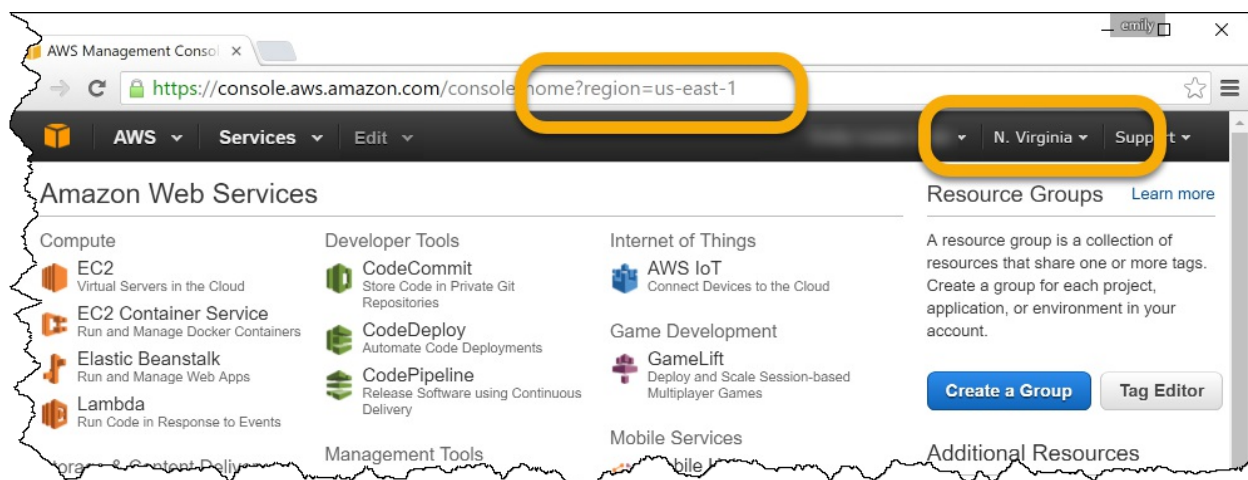 emily
AWS Management Consol
https://console.aws.amazon.com/console/home?region=us-east-1
AWS Services Edit N. Virginia Support
Amazon Web Services
Resource Groups Learn more
Compute
EC2
Virtual Servers in the Cloud
EC2 Container Service
Run and Manage Docker Containers
Elastic Beanstalk
Run and Manage Web Apps
Lambda
Run Code in Response to Events
Developer Tools
CodeCommit
Store Code in Private Git
Repositories
CodeDeploy
Automate Code Deployments
CodePipeline
Release Software using Continuous
Delivery
Management Tools
Internet of Things
AWS IoT
Connect Devices to the Cloud
Game Development
GameLift
Deploy and Scale Session-based
Multiplayer Games
Mobile Services
A resource group is a collection of
resources that share one or more tags.
Create a group for each project,
application, or environment in your
account.
Create a Group Tag Editor
Additional Resources